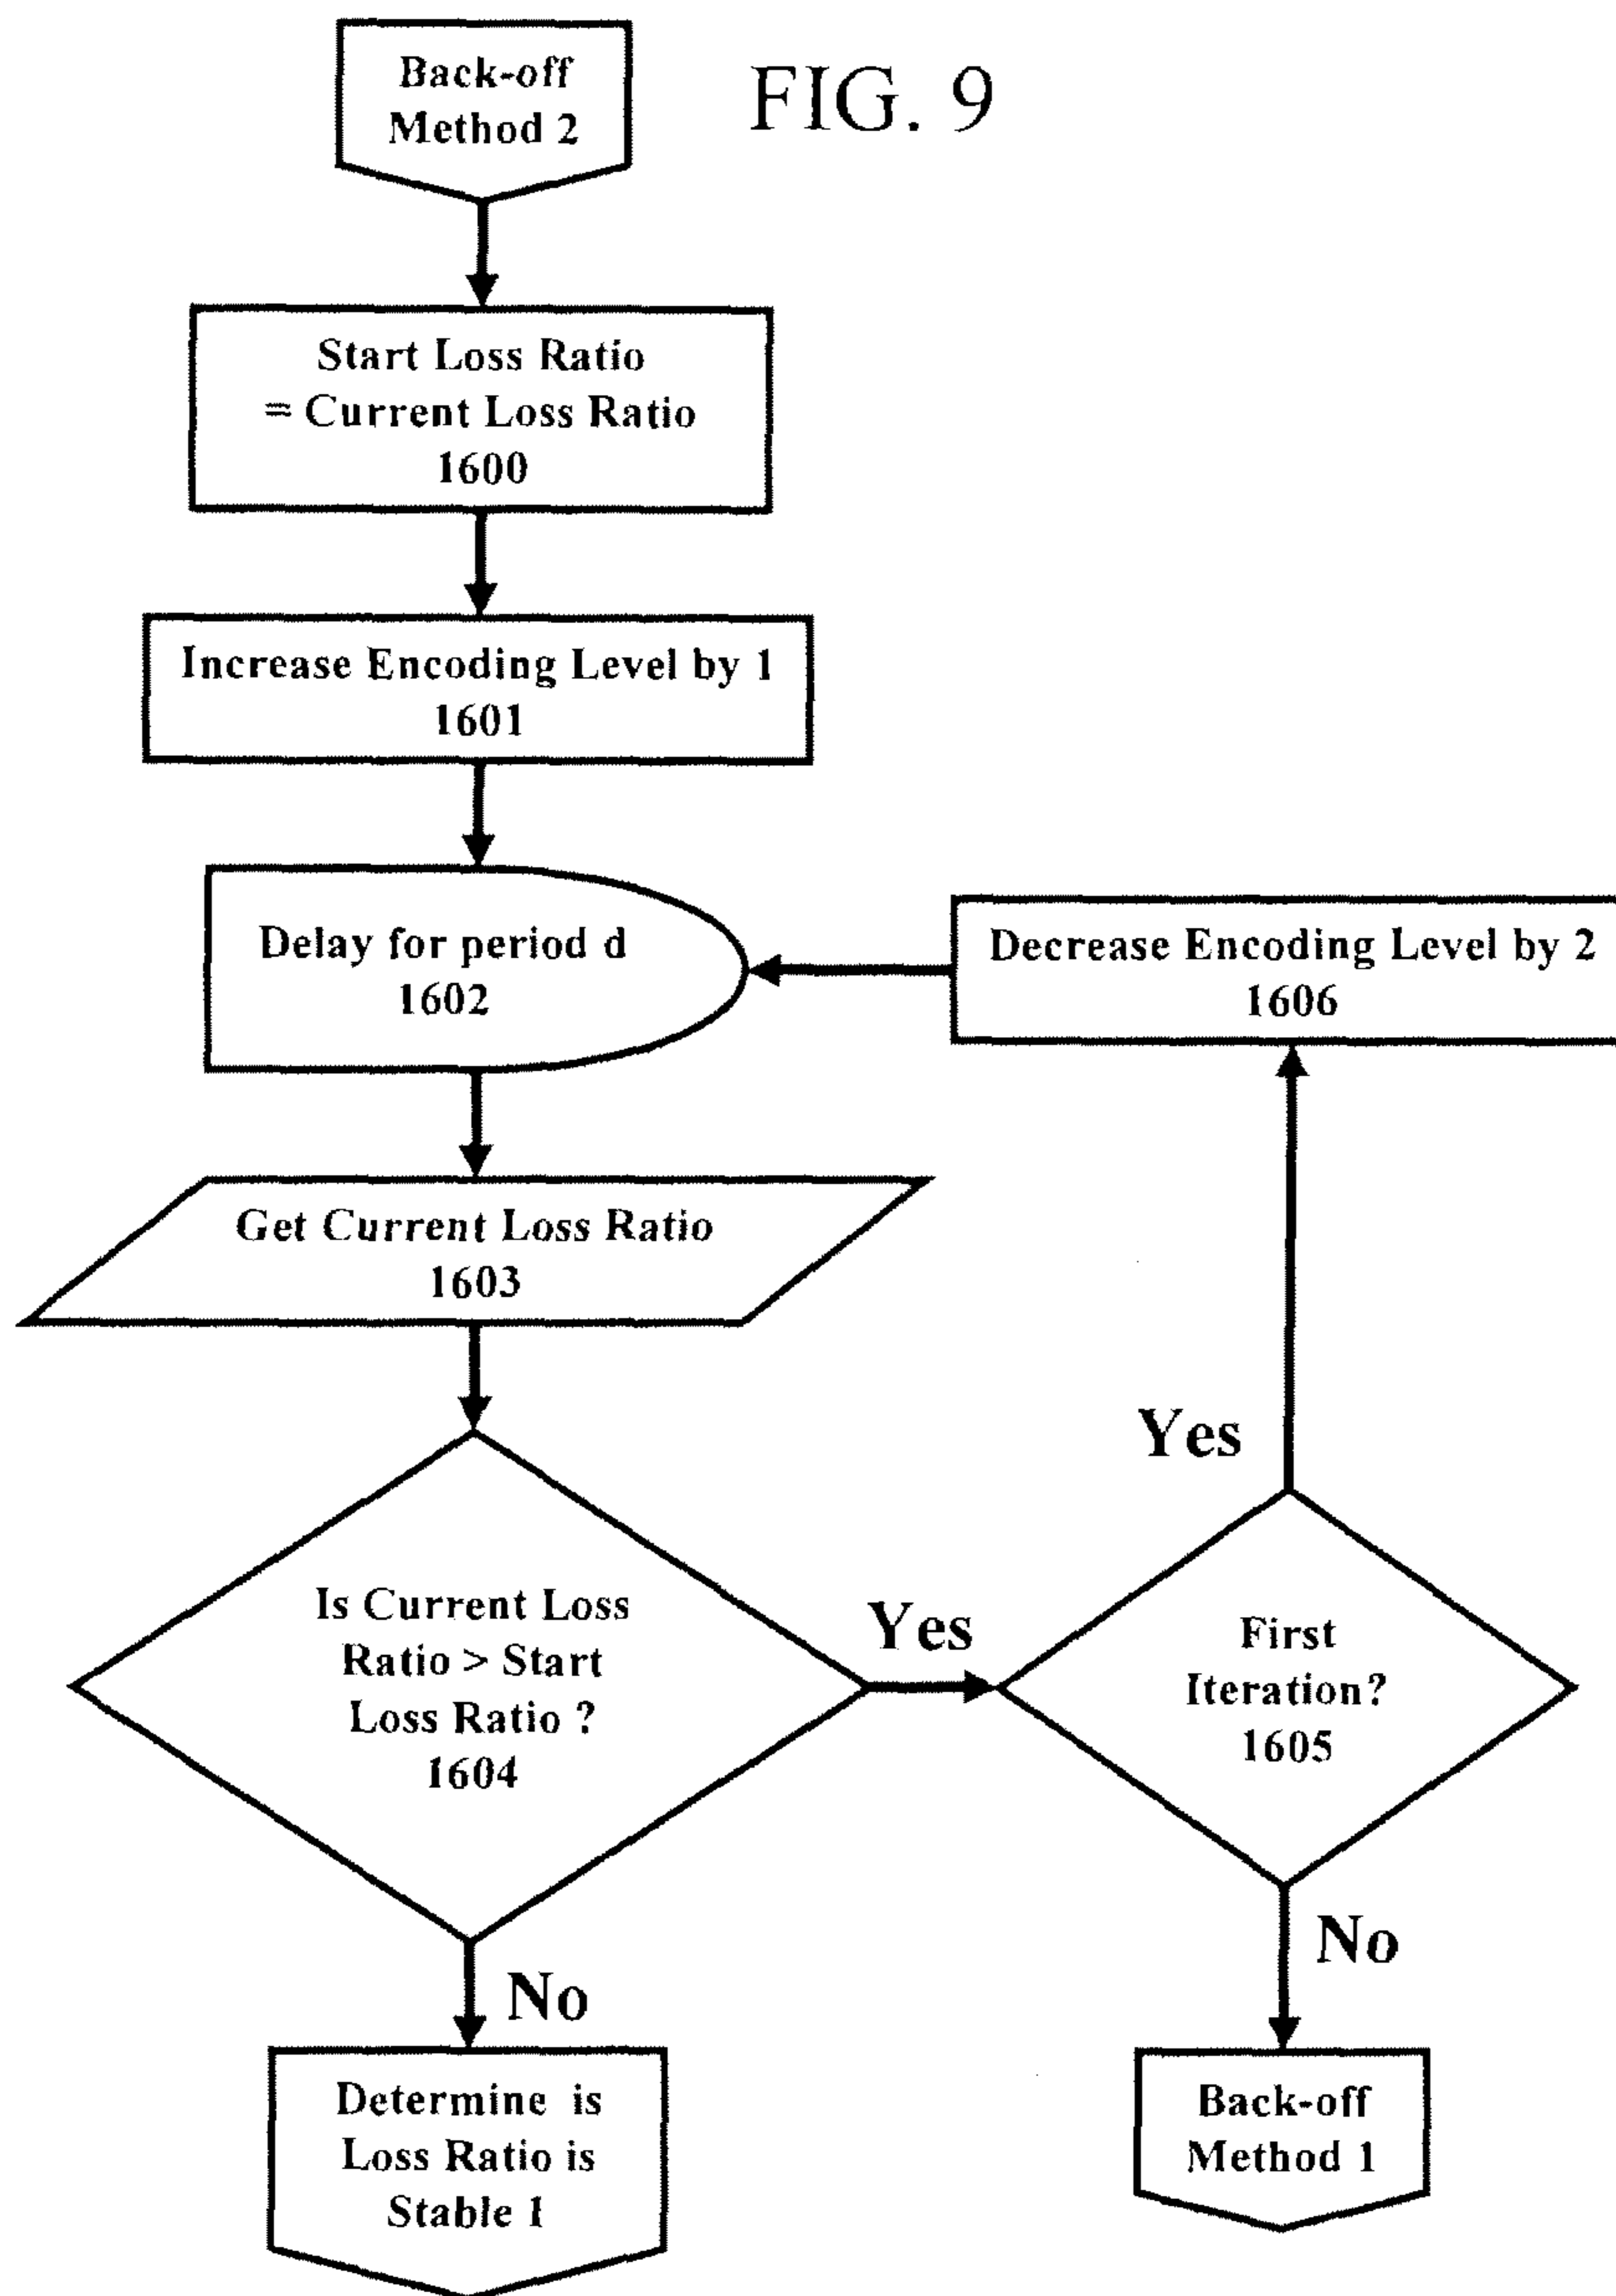 Back-off
Method 2
FIG. 9
Start Loss Ratio
= Current Loss Ratio
1600
Increase Encoding Level by 1
1601
Delay for period d
1602
Decrease Encoding Level by 2
1606
Get Current Loss Ratio
1603
Yes
Is Current Loss
Ratio > Start
Loss Ratio ?
1604
Yes
First
Iteration?
1605
No
No
Determine is
Loss Ratio is
Stable 1
Back-off
Method 1